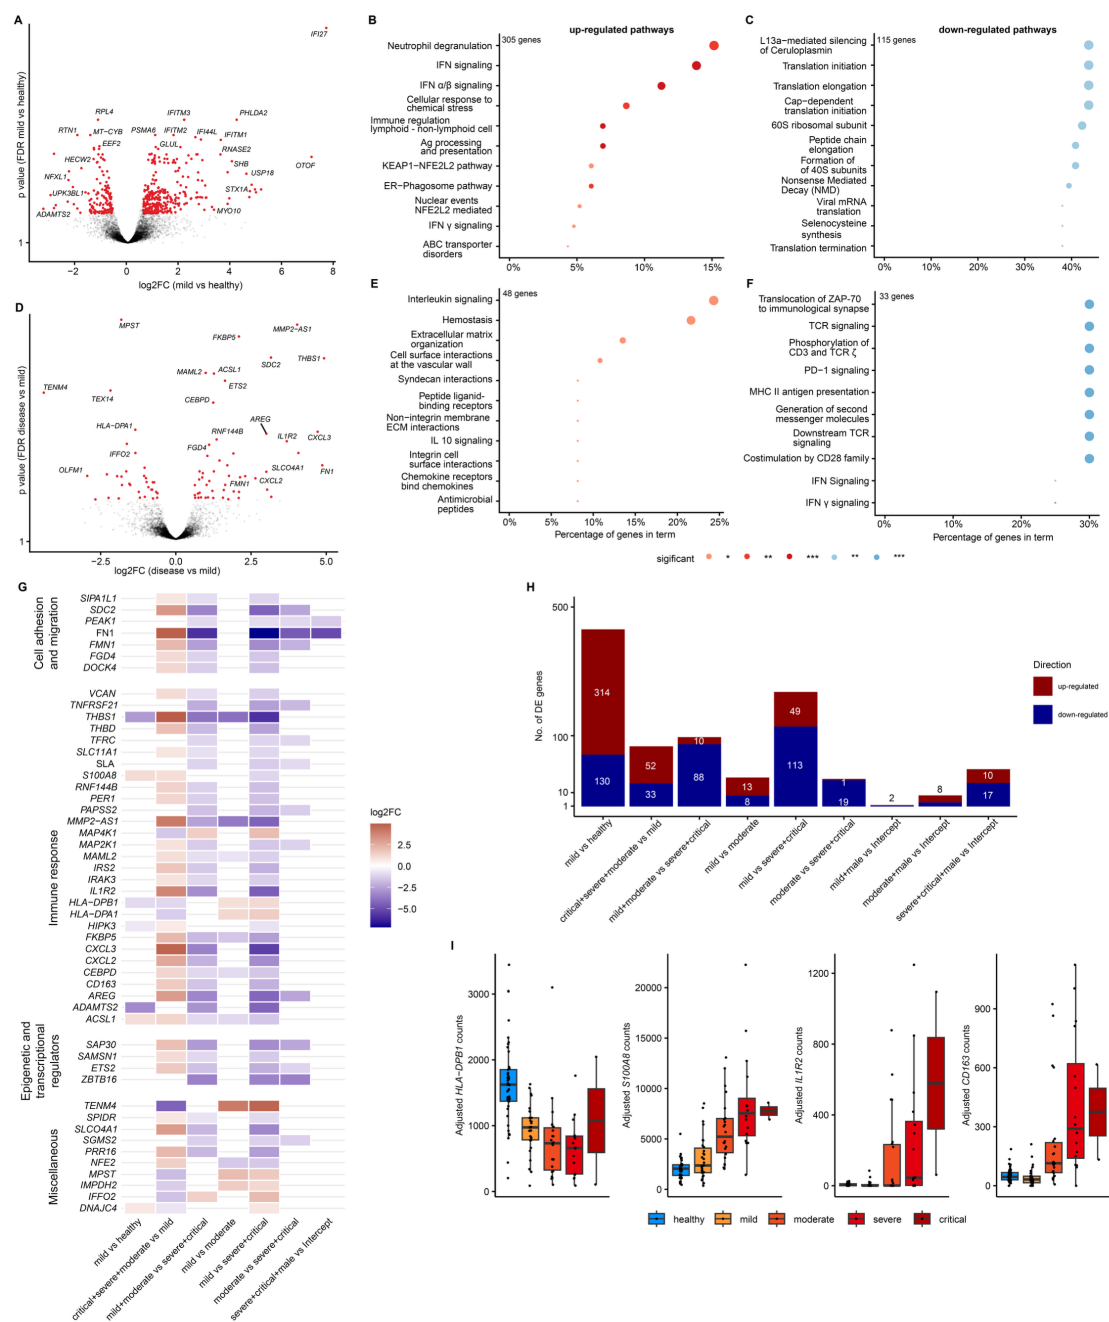 A
p value (FDR mild vs healthy)
IFI27
RPL4
IFITM3
PHLDA2
RTN1
MT−CYB
PSMA6
IFITM2
IFI44L
IFITM1
EEF2
GLUL
RNASE2
HECW2
SHB
OTOF
NFXL1
USP18
UPK3BL1
STX1A
ADAMTS2
MYO10
1
−2
0
2
4
6
8
log2FC (mild vs healthy)
B
up-regulated pathways
305 genes
Neutrophil degranulation
IFN signaling
IFN α/β signaling
Cellular response to
chemical stress
Immune regulation
lymphoid - non-lymphoid cell
Ag processing
and presentation
KEAP1−NFE2L2 pathway
ER−Phagosome pathway
Nuclear events
NFE2L2 mediated
IFN γ signaling
ABC transporter
disorders
0%
5%
10%
15%
C
down-regulated pathways
115 genes
L13a−mediated silencing
of Ceruloplasmin
Translation initiation
Translation elongation
Cap−dependent
translation initiation
60S ribosomal subunit
Peptide chain
elongation
Formation of
of 40S subunits
Nonsense Mediated
Decay (NMD)
Viral mRNA
translation
Selenocysteine
synthesis
Translation termination
0%
10%
20%
30%
40%
D
p value (FDR disease vs mild)
MPST
MMP2−AS1
FKBP5
SDC2
THBS1
MAML2
ACSL1
TENM4
TEX14
ETS2
CEBPD
AREG
HLA−DPA1
RNF144B
IL1R2
CXCL3
IFFO2
FGD4
OLFM1
SLCO4A1
FN1
FMN1
CXCL2
1
−2.5
0.0
2.5
5.0
log2FC (disease vs mild)
E
48 genes
Interleukin signaling
Hemostasis
Extracellular matrix
organization
Cell surface interactions
at the vascular wall
Syndecan interactions
Peptide ligand-
binding receptors
Non−integrin membrane
ECM interactions
IL 10 signaling
Integrin cell
surface interactions
Chemokine receptors
bind chemokines
Antimicrobial
peptides
0%
5%
10%
15%
20%
25%
Percentage of genes in term
F
33 genes
Translocation of ZAP-70
to immunological synapse
TCR signaling
Phosphorylation of
CD3 and TCR ζ
PD−1 signaling
MHC II antigen presentation
Generation of second
messenger molecules
Downstream TCR
signaling
Costimulation by CD28 family
IFN Signaling
IFN γ signaling
0%
10%
20%
30%
Percentage of genes in term
sigificant
*
**
***
**
***
G
Cell adhesion
and migration
SIPA1L1
SDC2
PEAK1
FN1
FMN1
FGD4
DOCK4
Immune response
VCAN
TNFRSF21
THBS1
THBD
TFRC
SLC11A1
SLA
S100A8
RNF144B
PER1
PAPSS2
MMP2−AS1
MAP4K1
MAP2K1
MAML2
IRS2
IRAK3
IL1R2
HLA−DPB1
HLA−DPA1
HIPK3
FKBP5
CXCL3
CXCL2
CEBPD
CD163
AREG
ADAMTS2
ACSL1
Epigenetic and
transcriptional
regulators
SAP30
SAMSN1
ETS2
ZBTB16
Miscellaneous
TENM4
SPIDR
SLCO4A1
SGMS2
PRR16
NFE2
MPST
IMPDH2
IFFO2
DNAJC4
mild vs healthy
critical+severe+moderate vs mild
mild+moderate vs severe+critical
mild vs moderate
mild vs severe+critical
moderate vs severe+critical
severe+critical+male vs Intercept
log2FC
2.5
0.0
−2.5
−5.0
H
No. of DE genes
500
100
10
1
314
130
52
33
10
88
13
8
49
113
1
19
2
8
10
17
mild vs healthy
critical+severe+moderate vs mild
mild+moderate vs severe+critical
mild vs moderate
mild vs severe+critical
moderate vs severe+critical
mild+male vs Intercept
moderate+male vs Intercept
severe+critical+male vs Intercept
Direction
up-regulated
down-regulated
I
Adjusted HLA−DPB1 counts
3000
2000
1000
0
Adjusted S100A8 counts
20000
15000
10000
5000
0
Adjusted IL1R2 counts
1200
800
400
0
Adjusted CD163 counts
900
600
300
0
healthy
mild
moderate
severe
critical